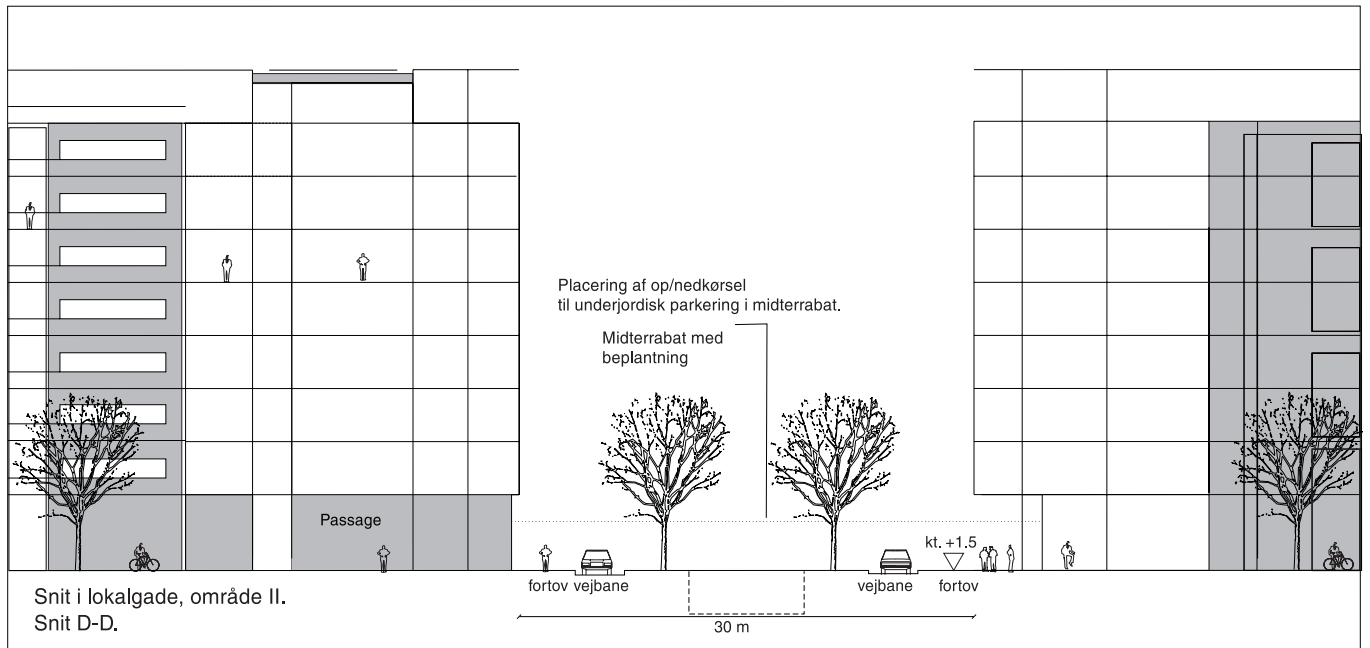 Placering af op/nedkørsel
til underjordisk parkering i midterrabat.
Midterrabat med
beplantning
Passage
kt. +1.5
fortov vejbane
vejbane fortov
30 m
Snit i lokalgade, område II.
Snit D-D.